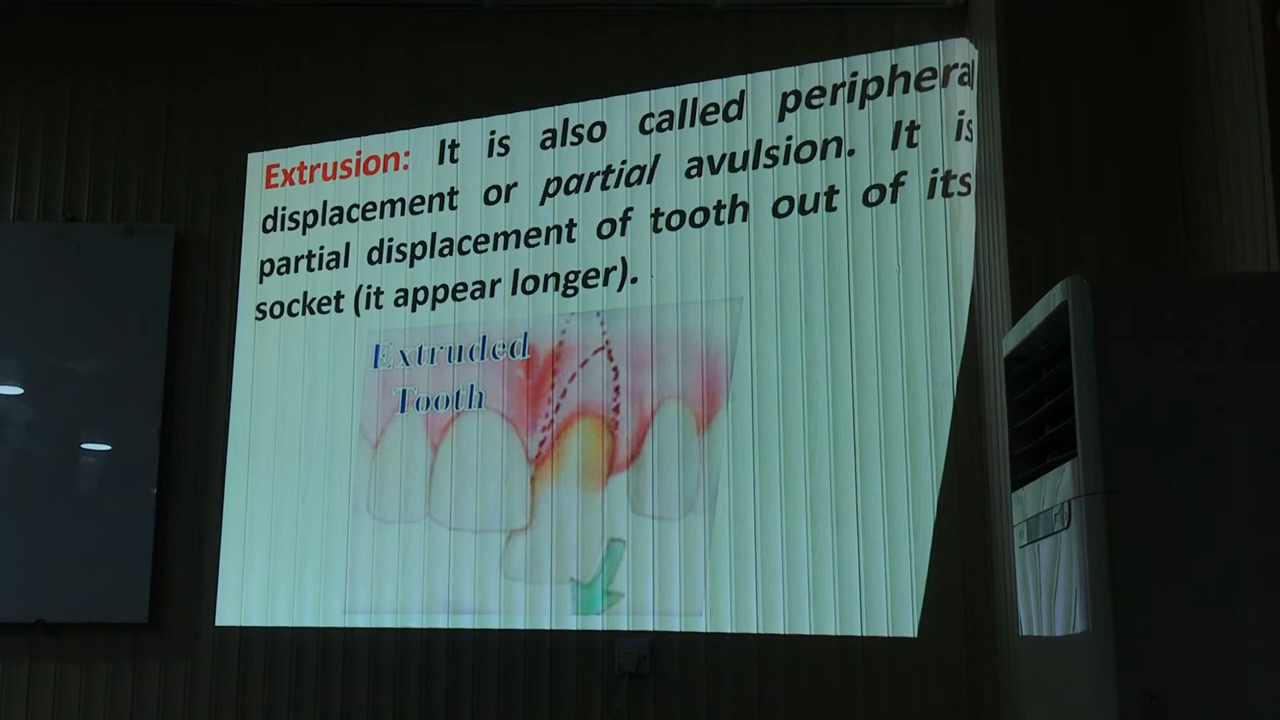 Extrusion: It is also called periphera
displacement or partial avulsion. It is
partial displacement of tooth out of its
socket (it appear longer).
Extruded
Tooth